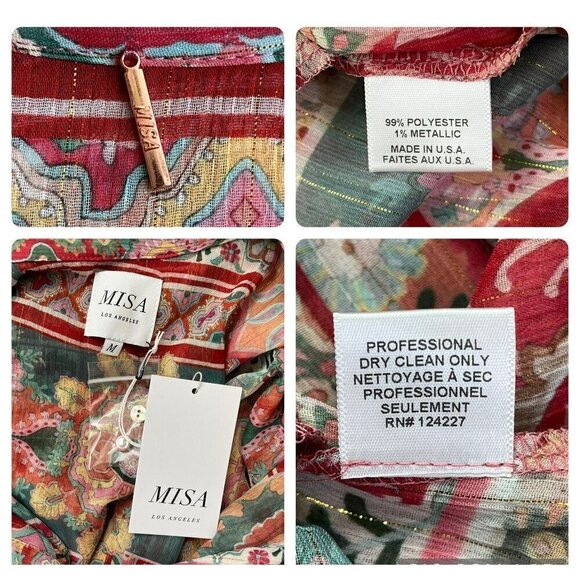 MISA
99% POLYESTER
1% METALLIC
MADE IN U.S.A.
FAITES AUX U.S.A.
MISA
LOS ANGELES
M
MISA
LOS ANGELES
PROFESSIONAL
DRY CLEAN ONLY
NETTOYAGE À SEC
PROFESSIONNEL
SEULEMENT
RN# 124227